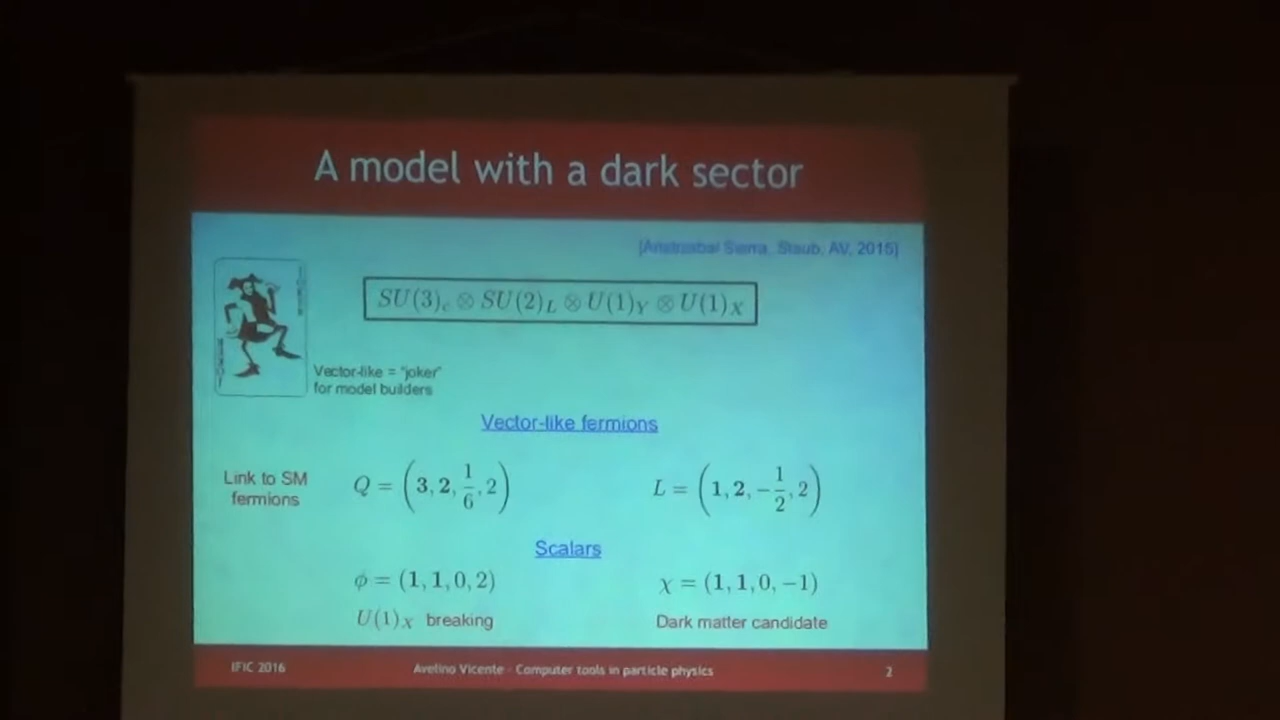 A model with a dark sector
[Aristizabal Sierra, Staub, AV, 2015]
SU(3)_c ⊗ SU(2)_L ⊗ U(1)_Y ⊗ U(1)_X
Vector-like = "joker"
for model builders
Vector-like fermions
Link to SM
fermions
Q = (3, 2, 1/6, 2)
L = (1, 2, -1/2, 2)
Scalars
ϕ = (1, 1, 0, 2)
χ = (1, 1, 0, -1)
U(1)_X breaking
Dark matter candidate
IFIC 2016
Avelino Vicente - Computer tools in particle physics
2